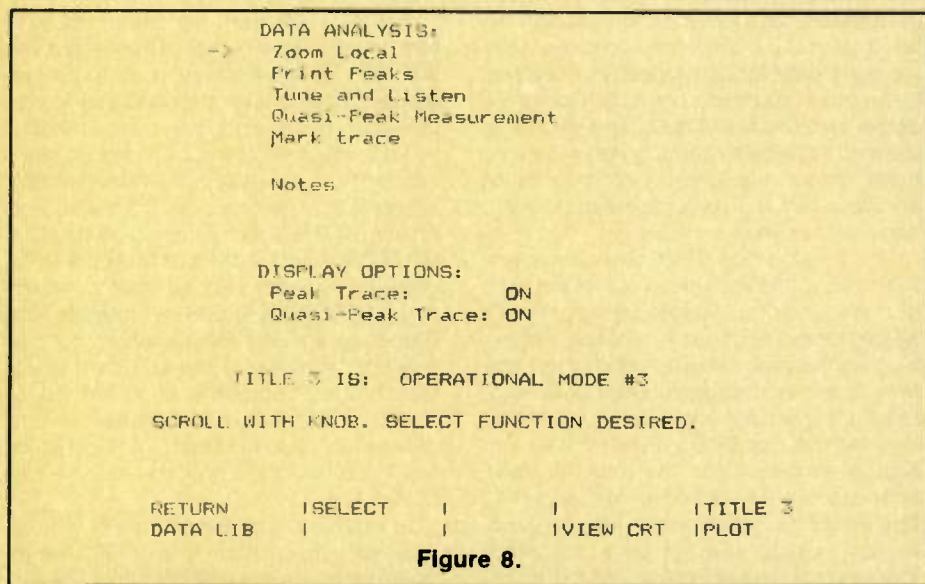 DATA ANALYSIS:
-> Zoom Local
Print Peaks
Tune and Listen
Quasi-Peak Measurement
Mark trace
Notes
DISPLAY OPTIONS:
Peak Trace: ON
Quasi-Peak Trace: ON
TITLE 3 IS: OPERATIONAL MODE #3
SCROLL WITH KNOB. SELECT FUNCTION DESIRED.
RETURN |SELECT | | |TITLE 3
DATA LIB | | |VIEW CRT |PLOT
Figure 8.